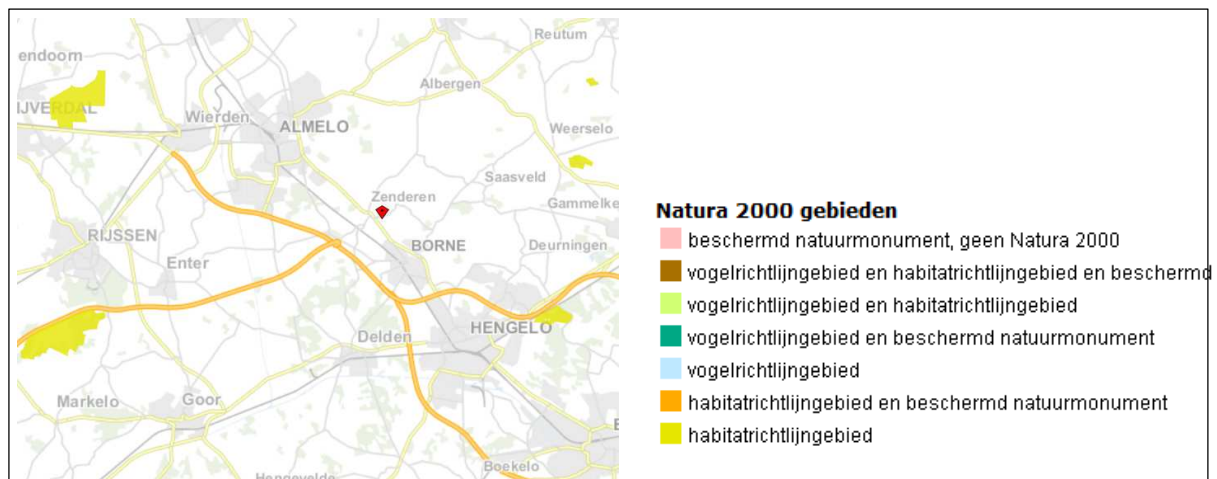 Reutum
endoorn
Albergen
IJVERDAL
Wierden
ALMELO
Weerselo
Saasveld
Zenderen
Gammelke
RIJSSEN
BORNE
Deurningen
Enter
HENGELO
Delden
Markelo
Goor
Boekelo
Hengevelde
Natura 2000 gebieden
beschermd natuurmonument, geen Natura 2000
vogelrichtlijngebied en habitatrichtlijngebied en beschermd
vogelrichtlijngebied en habitatrichtlijngebied
vogelrichtlijngebied en beschermd natuurmonument
vogelrichtlijngebied
habitatrichtlijngebied en beschermd natuurmonument
habitatrichtlijngebied